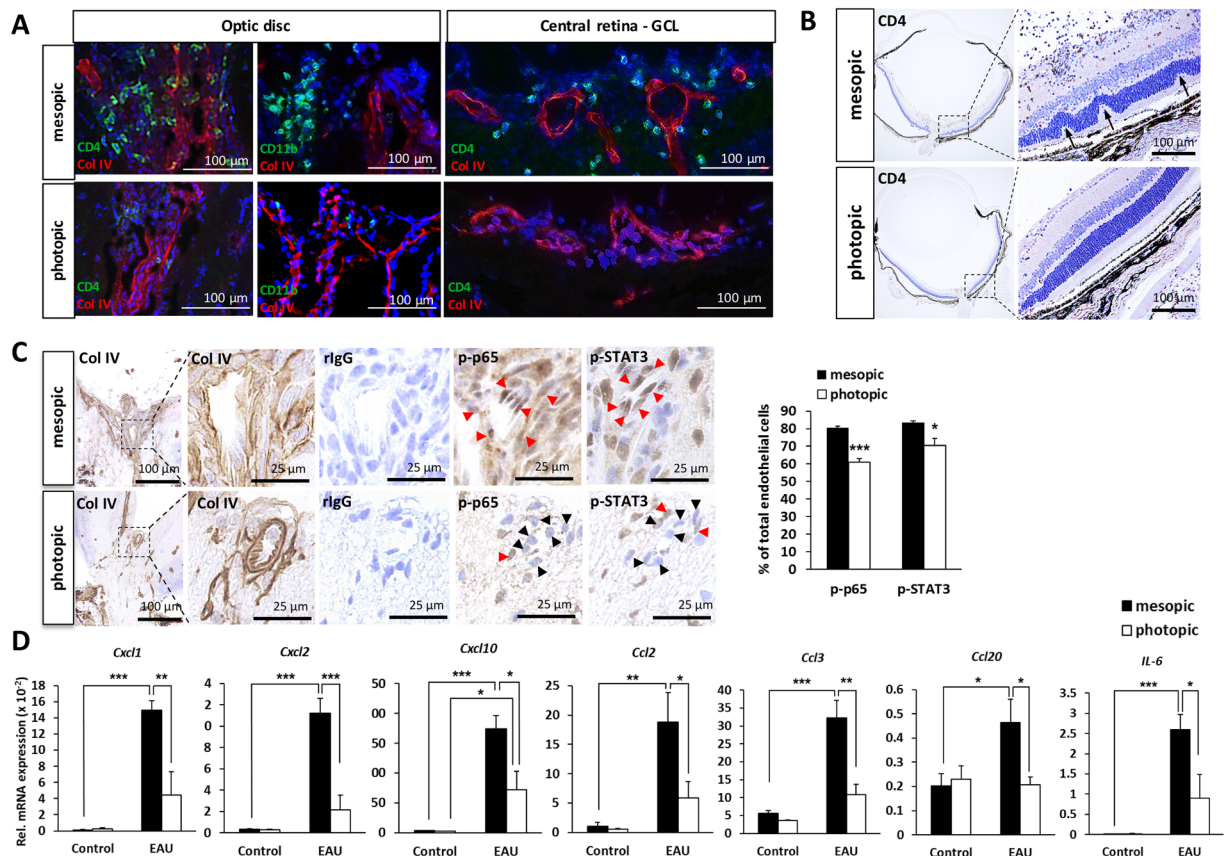 A
Optic disc
Central retina - GCL
mesopic
CD4
Col IV
100 µm
CD11b
Col IV
100 µm
CD4
Col IV
100 µm
photopic
CD4
Col IV
100 µm
CD11b
Col IV
100 µm
CD4
Col IV
100 µm
B
mesopic
CD4
100 µm
photopic
CD4
100 µm
C
mesopic
Col IV
100 µm
Col IV
25 µm
rIgG
25 µm
p-p65
25 µm
p-STAT3
25 µm
photopic
Col IV
100 µm
Col IV
25 µm
rIgG
25 µm
p-p65
25 µm
p-STAT3
25 µm
mesopic
photopic
% of total endothelial cells
90
80
70
60
50
40
30
20
10
0
***
*
p-p65
p-STAT3
mesopic
photopic
D
Rel. mRNA expression (x 10⁻²)
Cxcl1
18
16
14
12
10
8
6
4
2
0
*** **
Control EAU
Cxcl2
4
2
0
8
6
4
2
0
*** ***
Control EAU
Cxcl10
50
00
50
00
50
0
*** *
*
Control EAU
Ccl2
25
20
15
10
5
0
** *
Control EAU
Ccl3
40
35
30
25
20
15
10
5
0
*** **
Control EAU
Ccl20
0.6
0.5
0.4
0.3
0.2
0.1
0
* *
Control EAU
IL-6
3.5
3
2.5
2
1.5
1
0.5
0
*** *
Control EAU